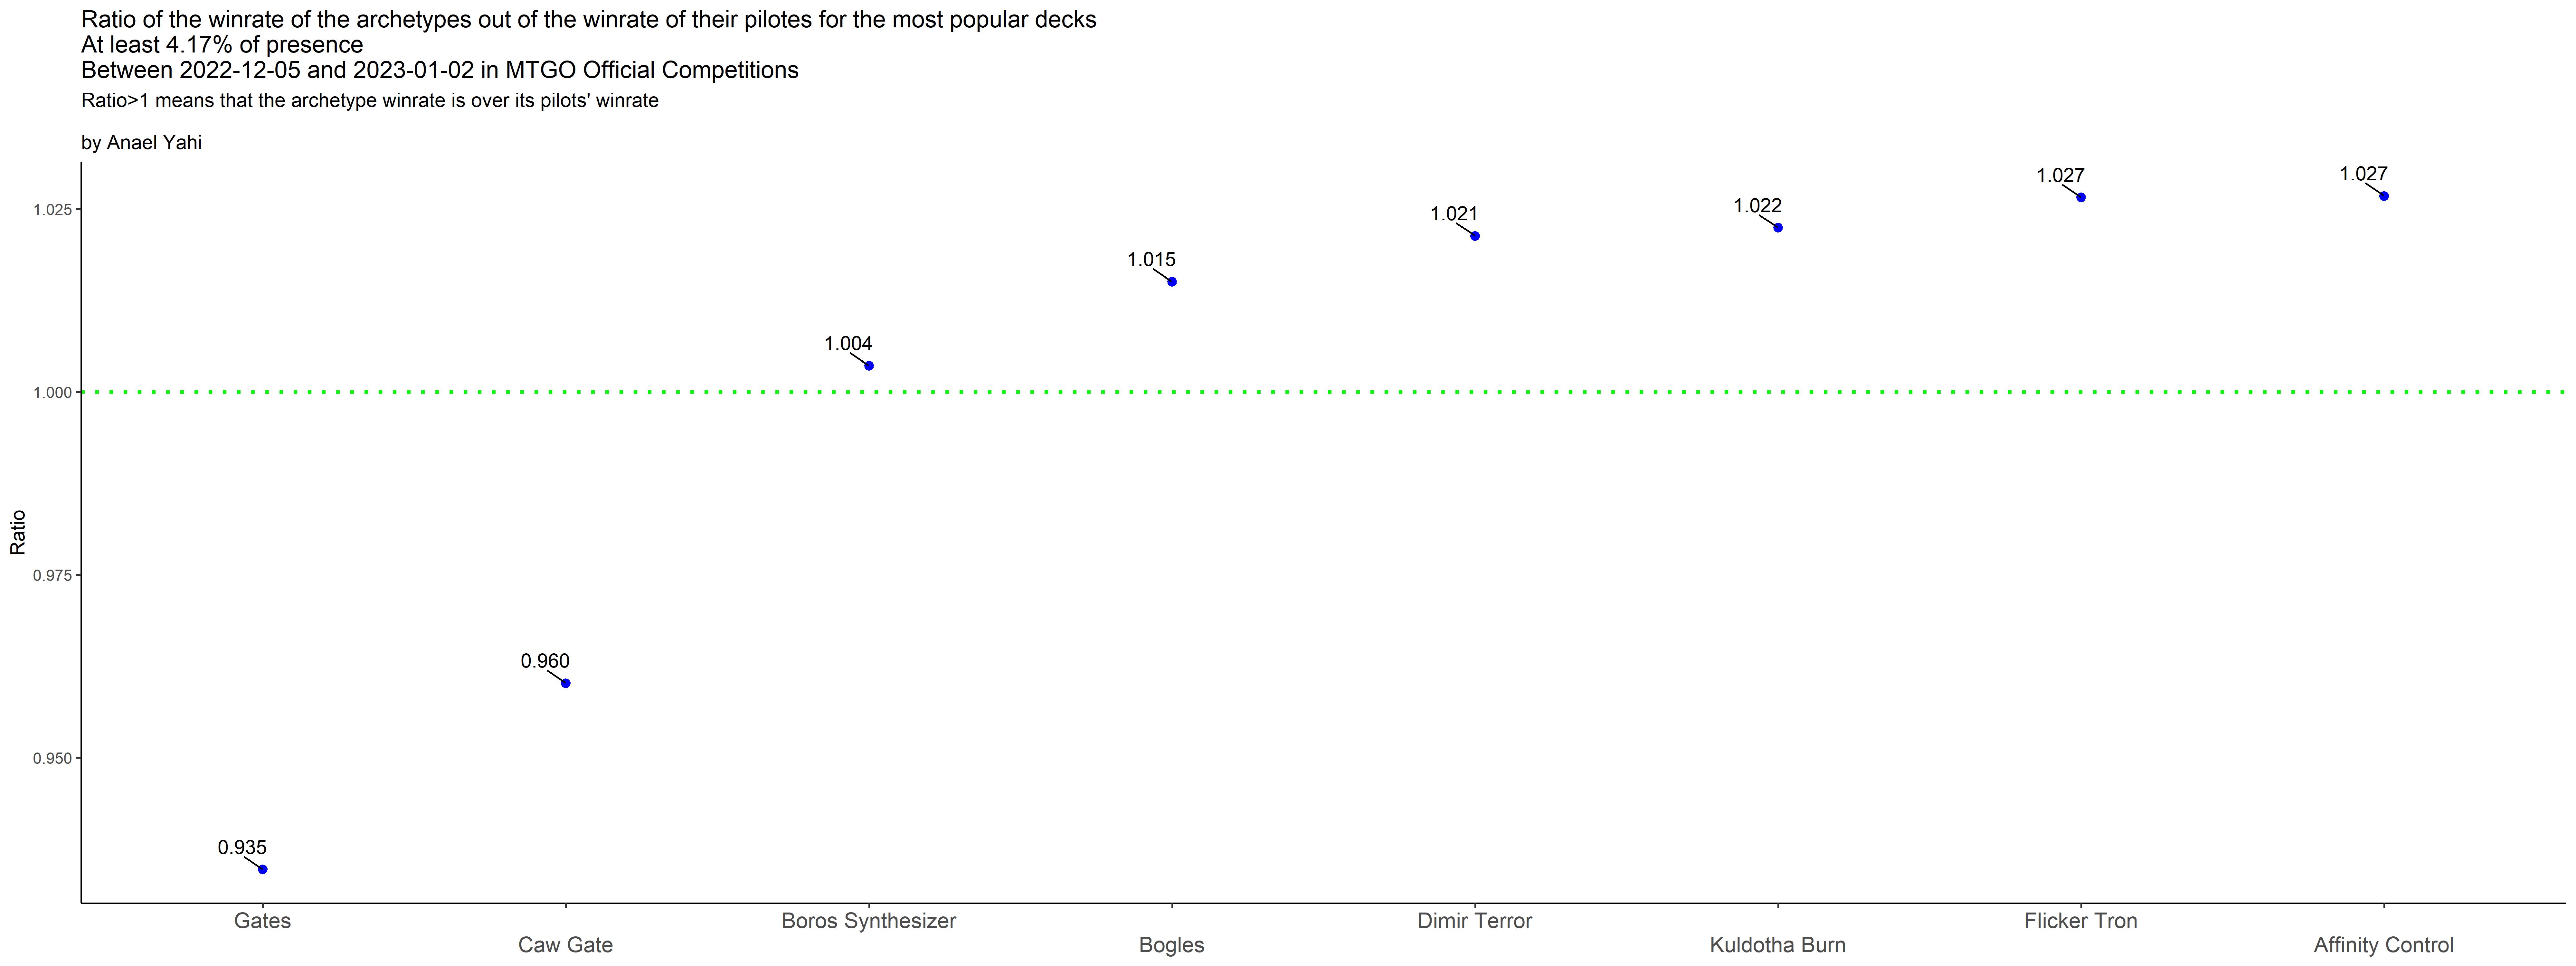 Ratio of the winrate of the archetypes out of the winrate of their pilotes for the most popular decks
At least 4.17% of presence
Between 2022-12-05 and 2023-01-02 in MTGO Official Competitions
Ratio>1 means that the archetype winrate is over its pilots' winrate
by Anael Yahi
1.027
1.027
1.025
1.021
1.022
1.015
1.004
1.000
Ratio
0.975
0.960
0.950
0.935
Gates
Boros Synthesizer
Dimir Terror
Flicker Tron
Caw Gate
Bogles
Kuldotha Burn
Affinity Control